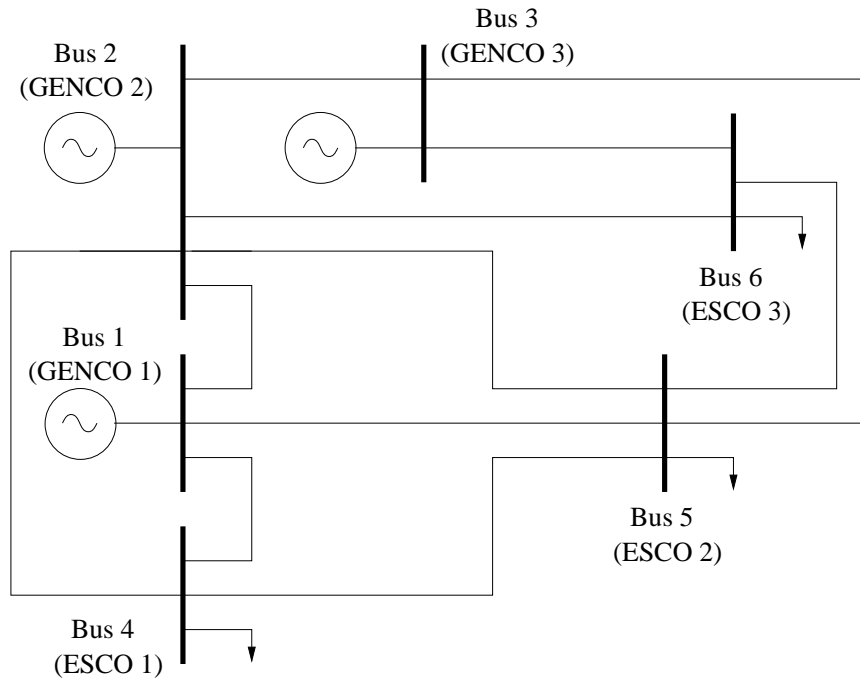 Bus 2
(GENCO 2)
Bus 3
(GENCO 3)
Bus 6
(ESCO 3)
Bus 1
(GENCO 1)
Bus 5
(ESCO 2)
Bus 4
(ESCO 1)